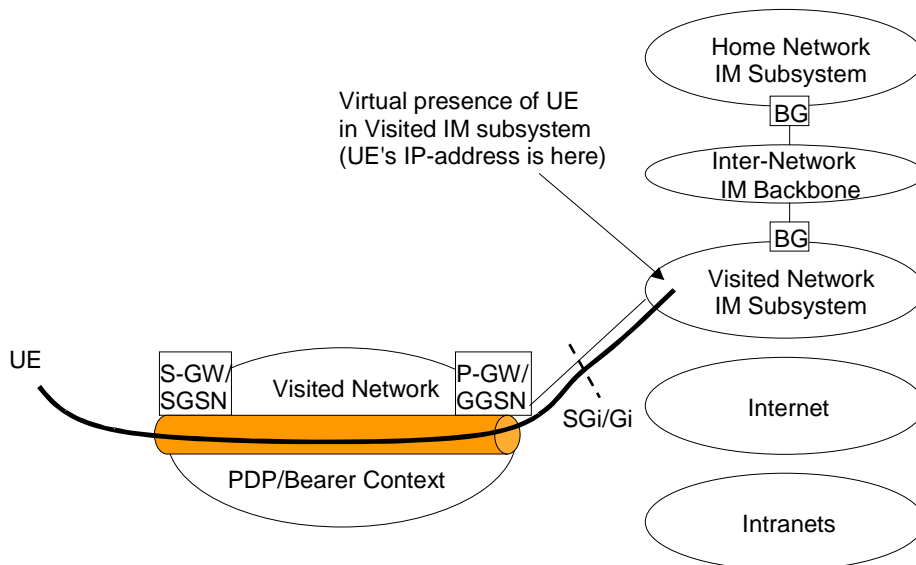 Home Network
IM Subsystem
BG
Virtual presence of UE
in Visited IM subsystem
(UE's IP-address is here)
Inter-Network
IM Backbone
BG
Visited Network
IM Subsystem
UE
S-GW/
SGSN
Visited Network
P-GW/
GGSN
SGi/Gi
Internet
PDP/Bearer Context
Intranets